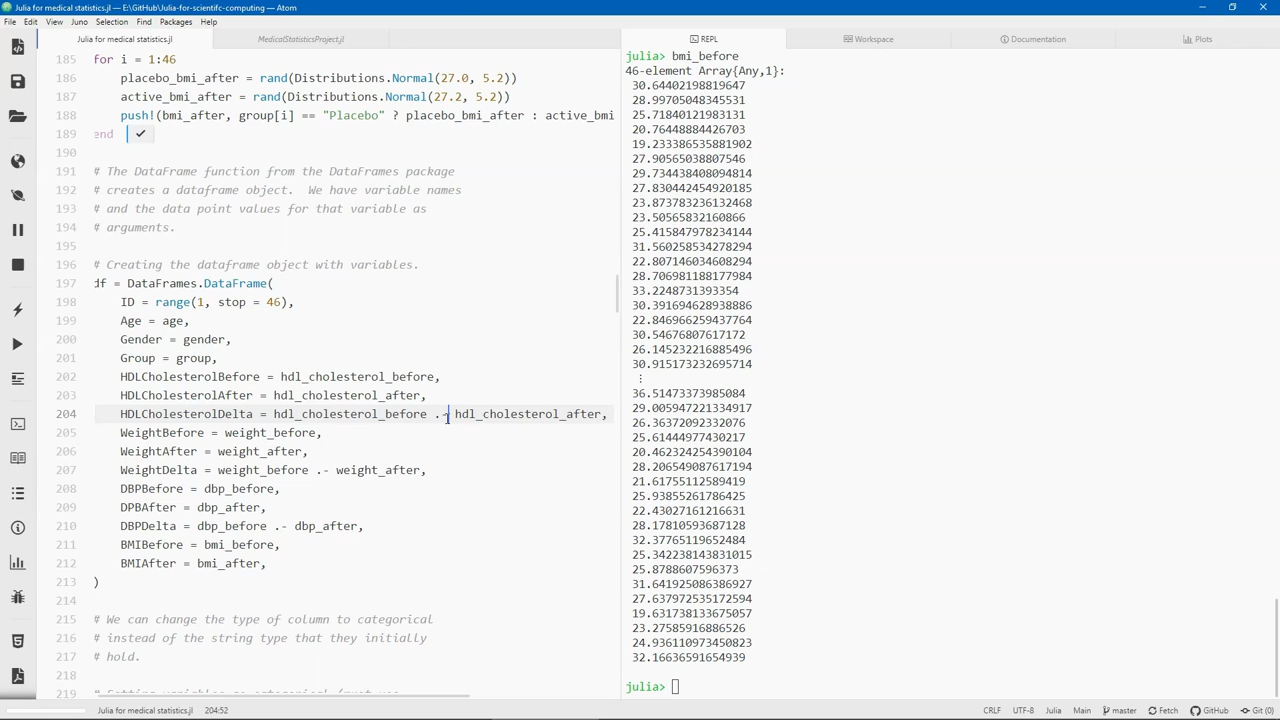 Julia for medical statistics.jl — E:\GitHub\Julia-for-scientifc-computing — Atom
File Edit View Juno Selection Find Packages Help
Julia for medical statistics.jl MedicalStatisticsProject.jl
185 for i = 1:46
186 placebo_bmi_after = rand(Distributions.Normal(27.0, 5.2))
187 active_bmi_after = rand(Distributions.Normal(27.2, 5.2))
188 push!(bmi_after, group[i] == "Placebo" ? placebo_bmi_after : active_bmi
189 end
190
191 # The DataFrame function from the DataFrames package
192 # creates a dataframe object. We have variable names
193 # and the data point values for that variable as
194 # arguments.
195
196 # Creating the dataframe object with variables.
197 df = DataFrames.DataFrame(
198 ID = range(1, stop = 46),
199 Age = age,
200 Gender = gender,
201 Group = group,
202 HDLCholesterolBefore = hdl_cholesterol_before,
203 HDLCholesterolAfter = hdl_cholesterol_after,
204 HDLCholesterolDelta = hdl_cholesterol_before .- hdl_cholesterol_after,
205 WeightBefore = weight_before,
206 WeightAfter = weight_after,
207 WeightDelta = weight_before .- weight_after,
208 DBPBefore = dbp_before,
209 DPBAfter = dbp_after,
210 DBPDelta = dbp_before .- dbp_after,
211 BMIBefore = bmi_before,
212 BMIAfter = bmi_after,
213 )
214
215 # We can change the type of column to categorical
216 # instead of the string type that they initially
217 # hold.
218
219
REPL Workspace Documentation Plots
julia> bmi_before
46-element Array{Any,1}:
30.64402198819647
28.99705048345531
25.71840121983131
20.76448884426703
19.233386535881902
27.90565038807546
29.734438404080294
27.830442454920185
23.873783236132468
23.50565832160866
25.415847978234144
31.560258534278294
22.807146034608294
28.706981188177984
33.2248731393354
30.391694628938886
22.846966259437764
30.54676807617172
26.145232216885496
30.915173232695714
⋮
36.51473373985084
29.005947221334917
26.36372092332076
25.61444977430217
20.462324254390104
28.206549087617194
21.61755112589419
25.93855261786425
22.43027161216631
28.17810593687128
32.37765119652484
25.342238143831015
25.8788607596373
31.641925086386927
27.637972535172594
19.631738133675057
23.27585916886526
24.936110973450823
32.16636591654939
julia>
Julia for medical statistics.jl 204:52 CRLF UTF-8 Julia Main master Fetch GitHub Git (0)